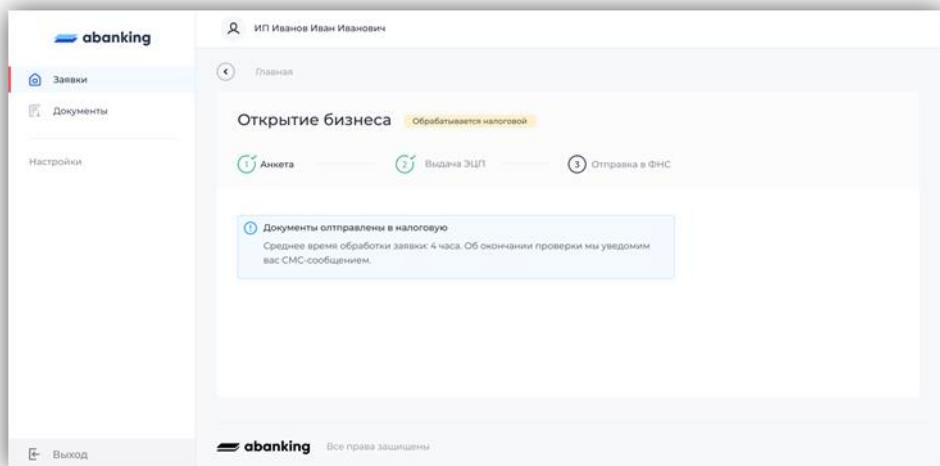 abanking
ИП Иванов Иван Иванович
Заявки
Документы
Настройки
Главная
Открытие бизнеса
Обрабатывается налоговой
1 Анкета
2 Выдача ЭЦП
3 Отправка в ФНС
Документы олтправлены в налоговую
Среднее время обработки заявки: 4 часа. Об окончании проверки мы уведомим
вас СМС-сообщением.
Выход
abanking
Все права защищены